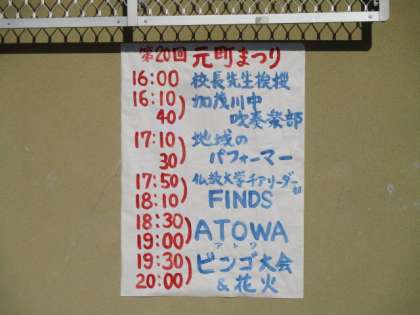 第20回 元町まつり
16:00 校長先生挨拶
16:10 加茂川中
40) 吹奏楽部
17:10 地域の
30) パフォーマー
17:50 仏教大学チアリーダー部
18:10) FINDS
18:30 ATOWA
19:00) アトワ
19:30 ビンゴ大会
20:00) & 花火